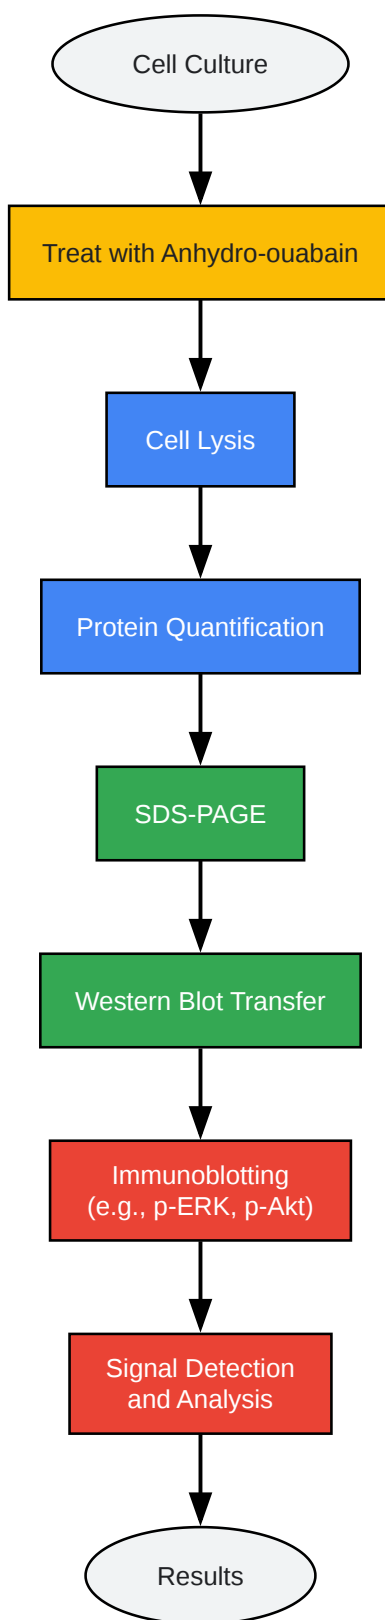 Cell Culture
Treat with Anhydro-ouabain
Cell Lysis
Protein Quantification
SDS-PAGE
Western Blot Transfer
Immunoblotting
(e.g., p-ERK, p-Akt)
Signal Detection
and Analysis
Results